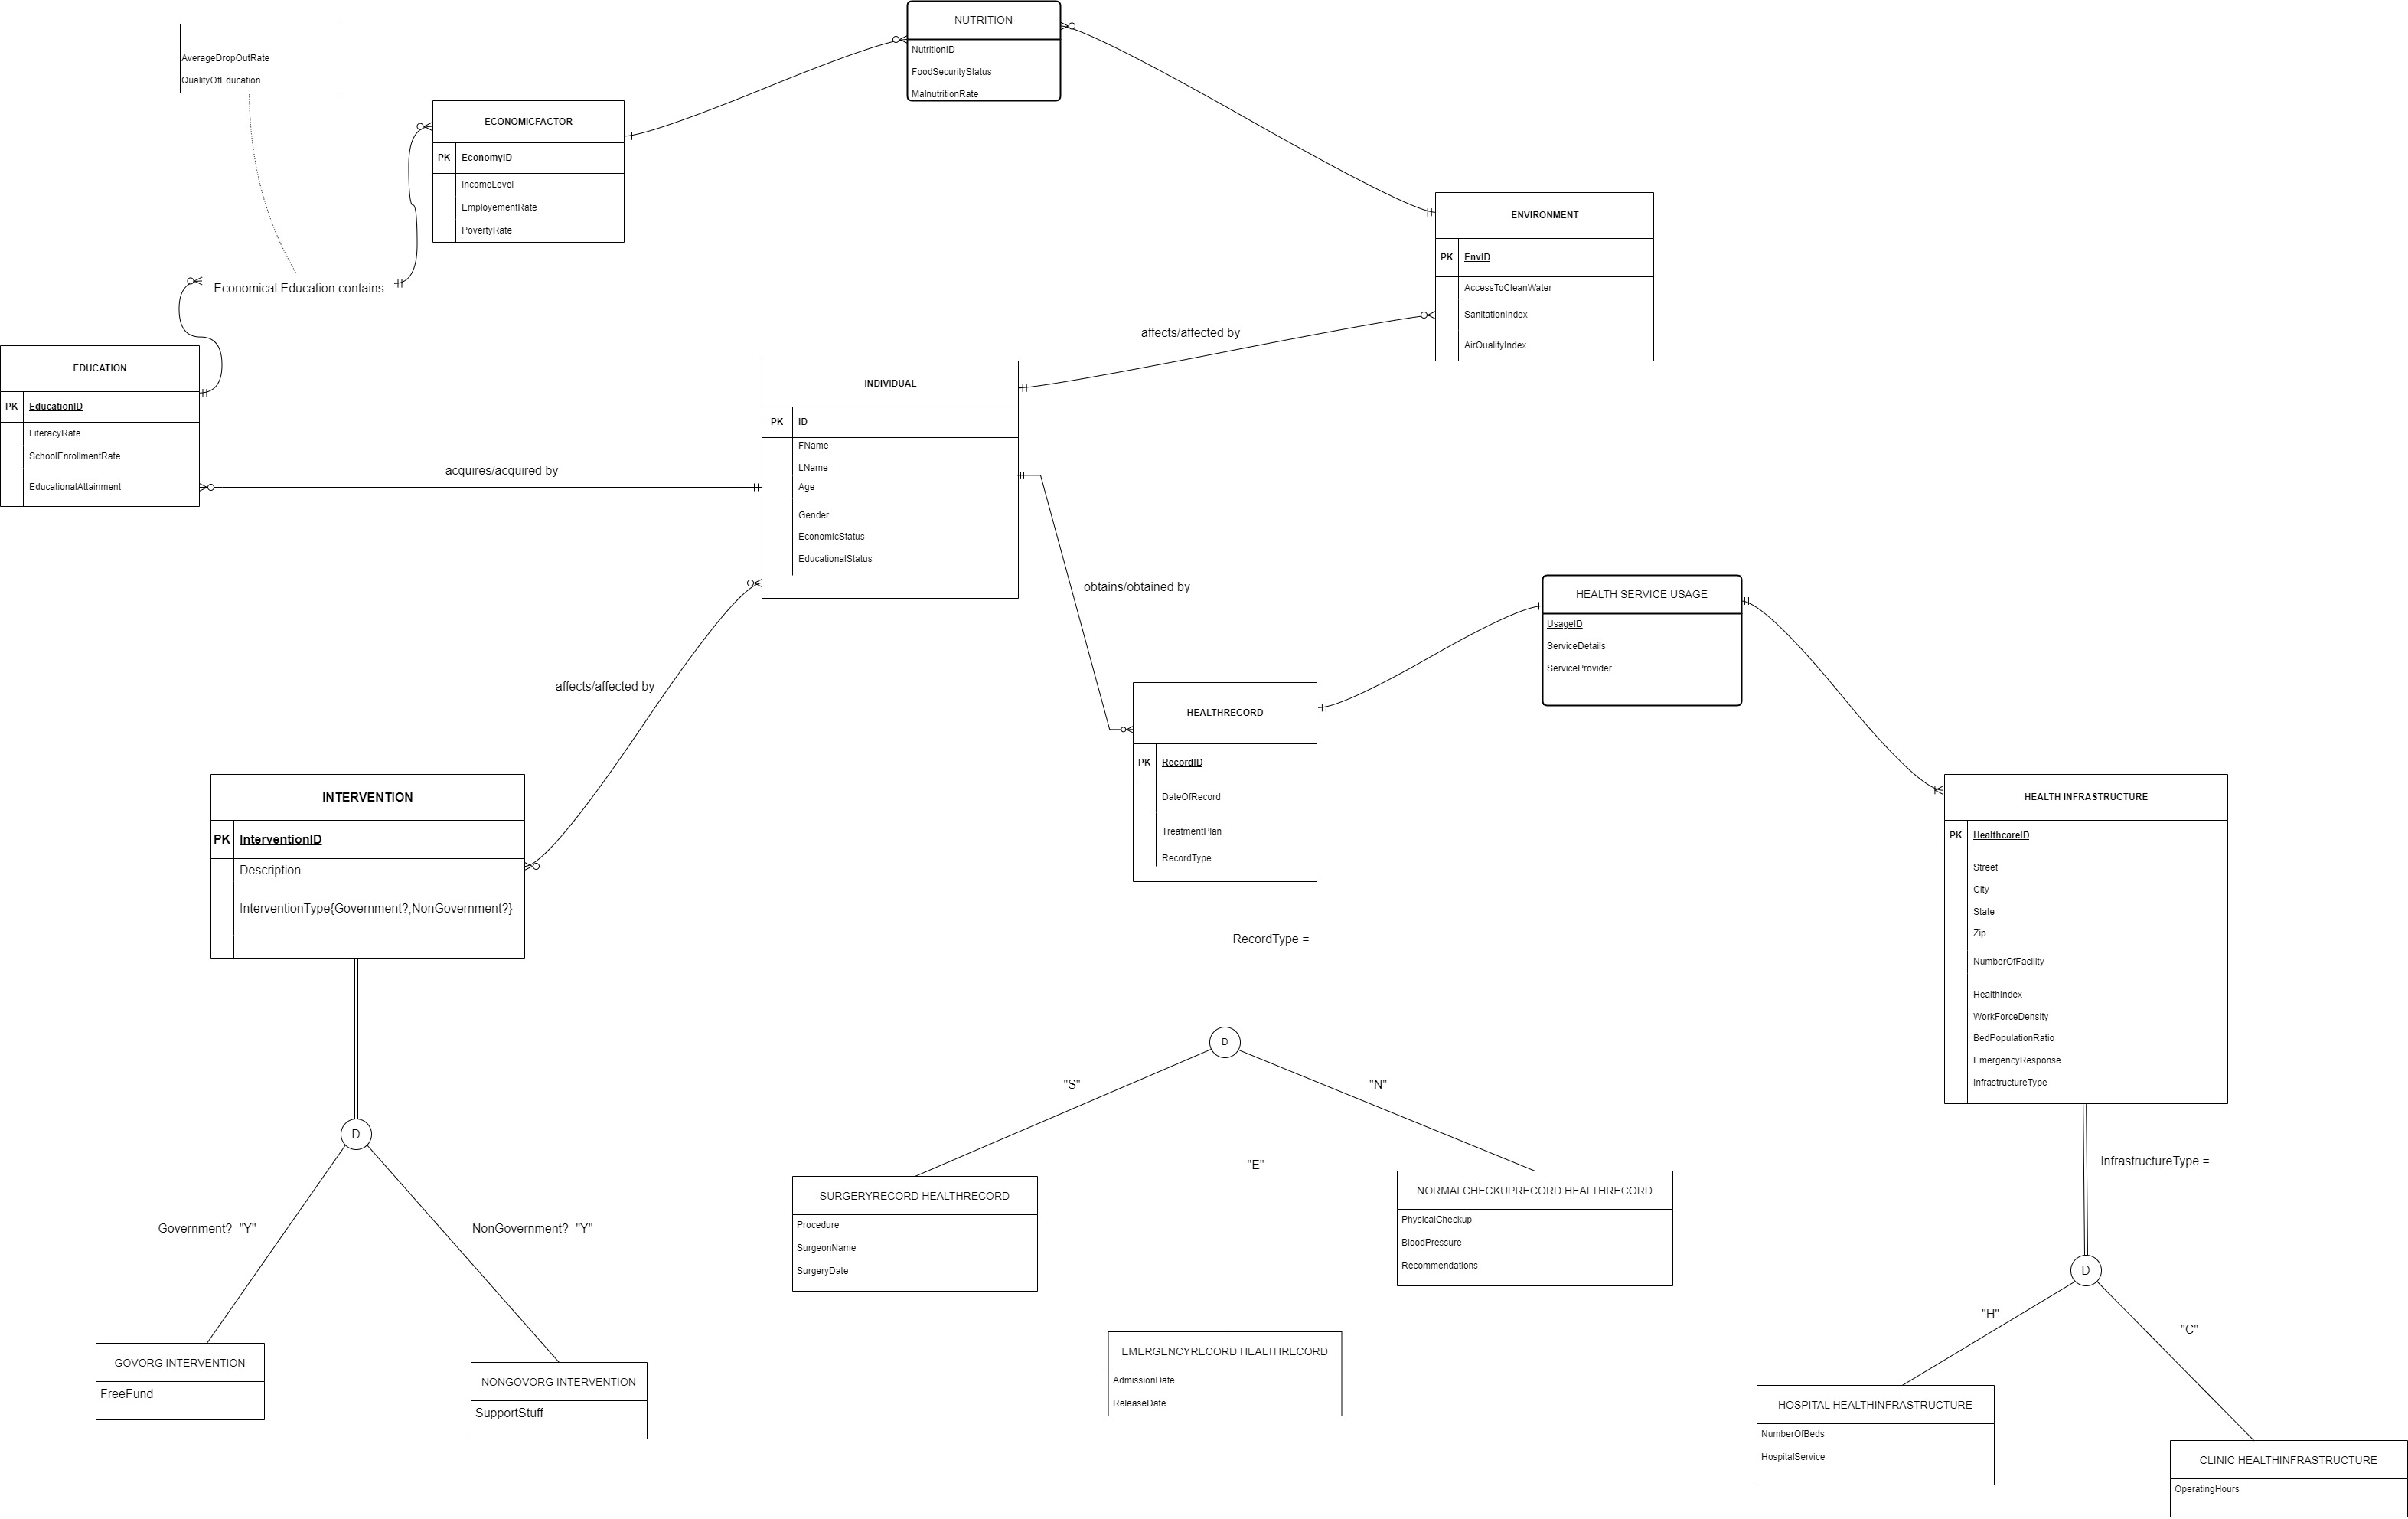 NUTRITION
NutritionID
FoodSecurityStatus
MalnutritionRate
AverageDropOutRate
QualityOfEducation
ECONOMICFACTOR
PK EconomyID
IncomeLevel
EmployementRate
PovertyRate
ENVIRONMENT
PK EnvID
AccessToCleanWater
SanitationIndex
AirQualityIndex
Economical Education contains
affects/affected by
EDUCATION
PK EducationID
LiteracyRate
SchoolEnrollmentRate
EducationalAttainment
acquires/acquired by
INDIVIDUAL
PK ID
FName
LName
Age
Gender
EconomicStatus
EducationalStatus
obtains/obtained by
HEALTH SERVICE USAGE
UsageID
ServiceDetails
ServiceProvider
affects/affected by
HEALTHRECORD
PK RecordID
DateOfRecord
TreatmentPlan
RecordType
INTERVENTION
PK InterventionID
Description
InterventionType{Government?,NonGovernment?}
HEALTH INFRASTRUCTURE
PK HealthcareID
Street
City
State
Zip
NumberOfFacility
HealthIndex
WorkForceDensity
BedPopulationRatio
EmergencyResponse
InfrastructureType
RecordType =
D
"S"
"N"
"E"
D
Government?="Y"
NonGovernment?="Y"
InfrastructureType =
D
"H"
"C"
SURGERYRECORD HEALTHRECORD
Procedure
SurgeonName
SurgeryDate
NORMALCHECKUPRECORD HEALTHRECORD
PhysicalCheckup
BloodPressure
Recommendations
EMERGENCYRECORD HEALTHRECORD
AdmissionDate
ReleaseDate
GOVORG INTERVENTION
FreeFund
NONGOVORG INTERVENTION
SupportStuff
HOSPITAL HEALTHINFRASTRUCTURE
NumberOfBeds
HospitalService
CLINIC HEALTHINFRASTRUCTURE
OperatingHours